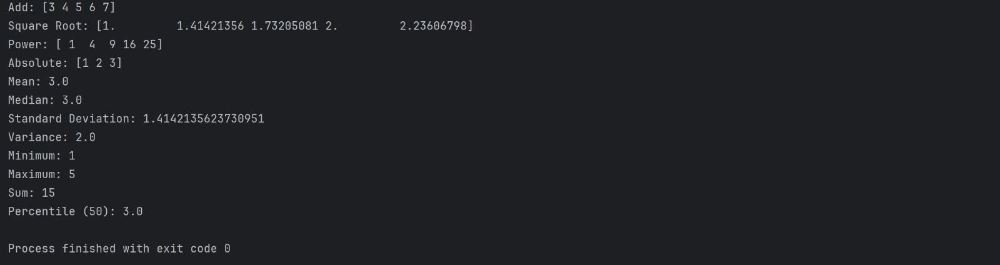 Add: [3 4 5 6 7]
Square Root: [1.         1.41421356 1.73205081 2.         2.23606798]
Power: [ 1  4  9 16 25]
Absolute: [1 2 3]
Mean: 3.0
Median: 3.0
Standard Deviation: 1.4142135623730951
Variance: 2.0
Minimum: 1
Maximum: 5
Sum: 15
Percentile (50): 3.0

Process finished with exit code 0